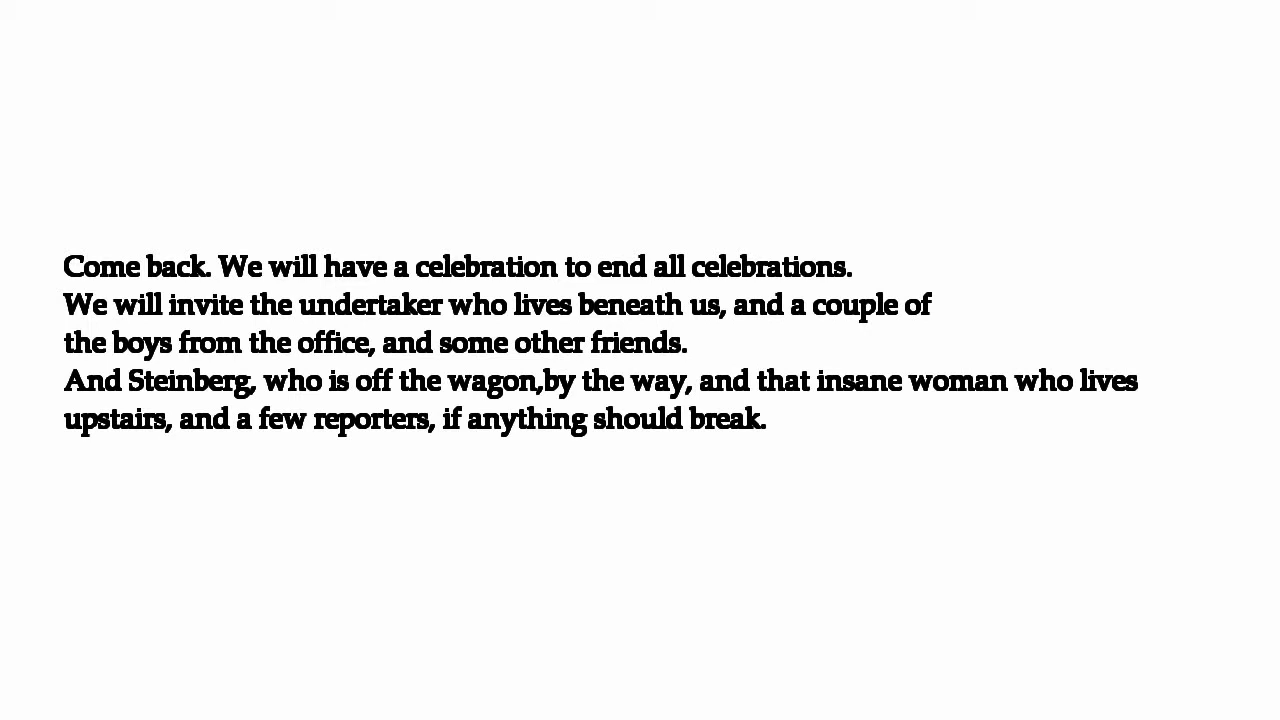 Come back. We will have a celebration to end all celebrations.
We will invite the undertaker who lives beneath us, and a couple of
the boys from the office, and some other friends.
And Steinberg, who is off the wagon,by the way, and that insane woman who lives
upstairs, and a few reporters, if anything should break.